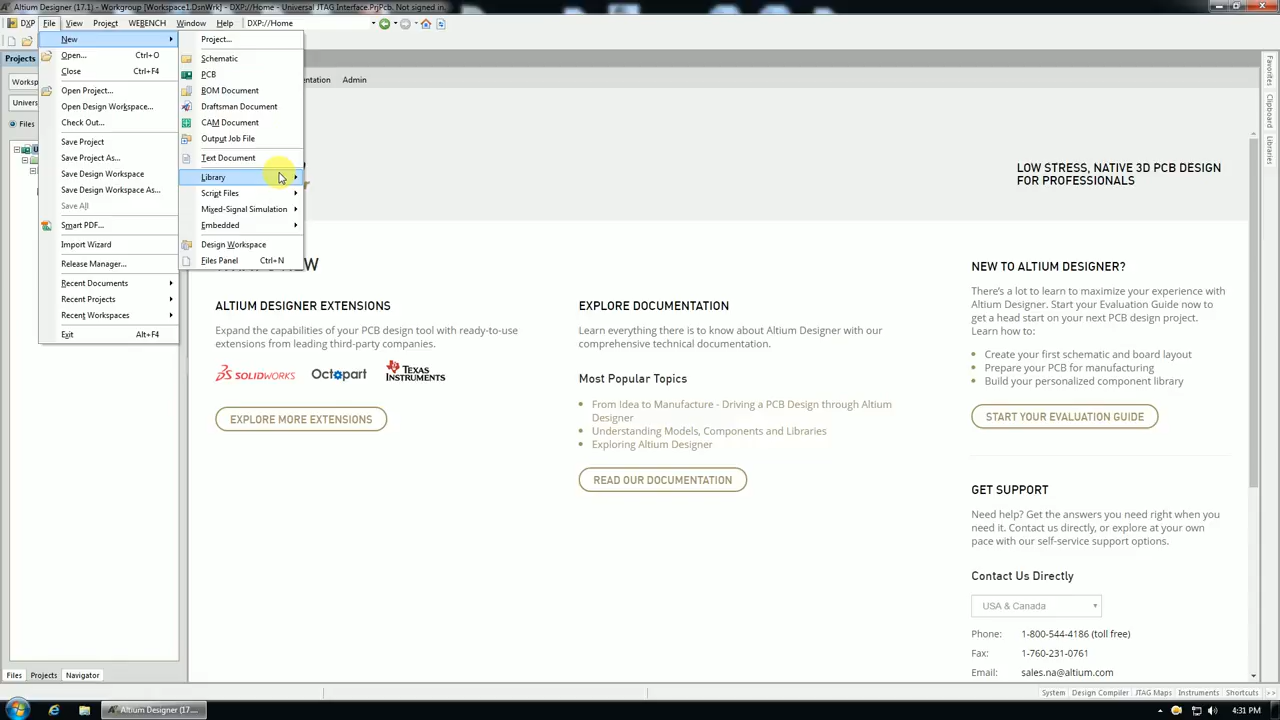 Altium Designer (17.1) - Workgroup [Workspace1.DsnWrk] - DXP://Home - Universal JTAG Interface.PrjPcb. Not signed in.
DXP File View Project WEBENCH Window Help DXP://Home
New
Open... Ctrl+O
Close Ctrl+F4
Open Project...
Open Design Workspace...
Check Out...
Save Project
Save Project As...
Save Design Workspace
Save Design Workspace As...
Save All
Smart PDF...
Import Wizard
Release Manager...
Recent Documents
Recent Projects
Recent Workspaces
Exit Alt+F4
Project...
Schematic
PCB
BOM Document
Draftsman Document
CAM Document
Output Job File
Text Document
Library
Script Files
Mixed-Signal Simulation
Embedded
Design Workspace
Files Panel Ctrl+N
Projects
Worksp
Univers
Files
Admin
Favorites
Clipboard
Libraries
LOW STRESS, NATIVE 3D PCB DESIGN
FOR PROFESSIONALS
ALTIUM DESIGNER EXTENSIONS
Expand the capabilities of your PCB design tool with ready-to-use
extensions from leading third-party companies.
SOLIDWORKS Octopart TEXAS INSTRUMENTS
EXPLORE MORE EXTENSIONS
EXPLORE DOCUMENTATION
Learn everything there is to know about Altium Designer with our
comprehensive technical documentation.
Most Popular Topics
From Idea to Manufacture - Driving a PCB Design through Altium
Designer
Understanding Models, Components and Libraries
Exploring Altium Designer
READ OUR DOCUMENTATION
NEW TO ALTIUM DESIGNER?
There's a lot to learn to maximize your experience with
Altium Designer. Start your Evaluation Guide now to
get a head start on your next PCB design project.
Learn how to:
Create your first schematic and board layout
Prepare your PCB for manufacturing
Build your personalized component library
START YOUR EVALUATION GUIDE
GET SUPPORT
Need help? Get the answers you need right when you
need it. Contact us directly, or explore at your own
pace with our self-service support options.
Contact Us Directly
USA & Canada
Phone: 1-800-544-4186 (toll free)
Fax: 1-760-231-0761
Email: sales.na@altium.com
Files Projects Navigator
System Design Compiler JTAG Maps Instruments Shortcuts >>
Altium Designer (17....
4:31 PM